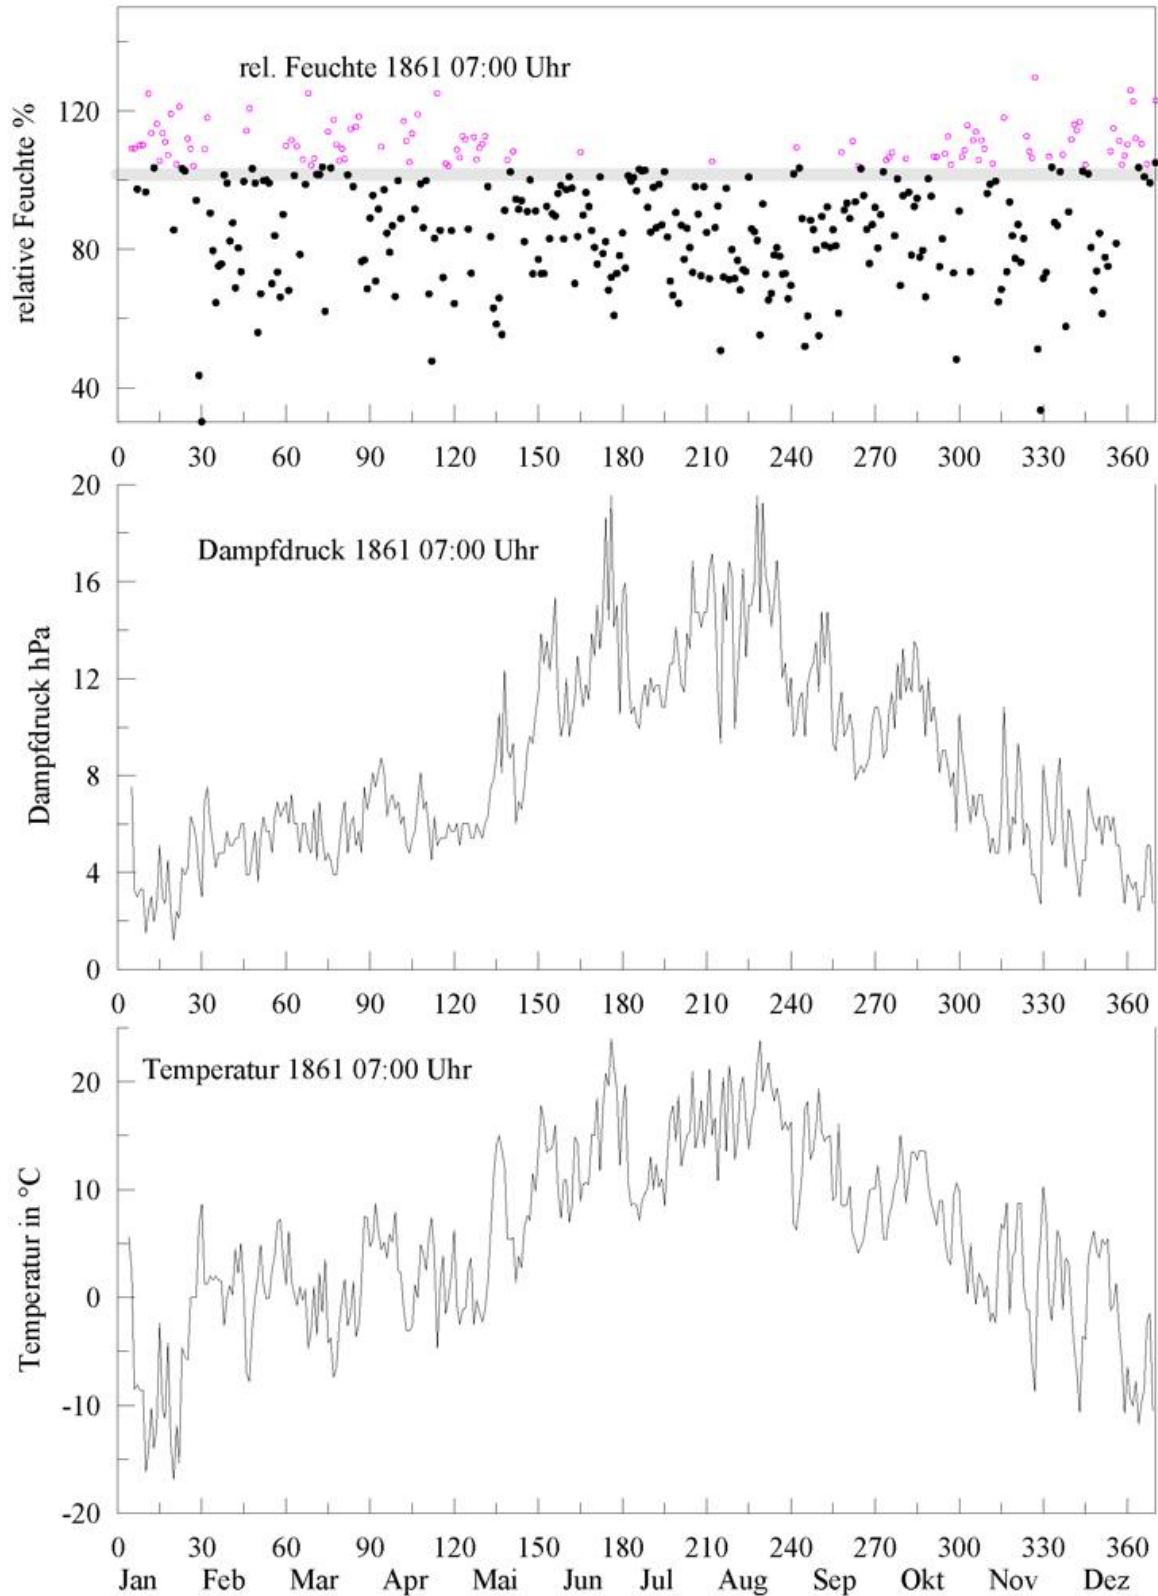 rel. Feuchte 1861 07:00 Uhr
relative Feuchte %
120
80
40
0 30 60 90 120 150 180 210 240 270 300 330 360
Dampfdruck 1861 07:00 Uhr
Dampfdruck hPa
20
16
12
8
4
0
0 30 60 90 120 150 180 210 240 270 300 330 360
Temperatur 1861 07:00 Uhr
Temperatur in °C
20
10
0
-10
-20
0 30 60 90 120 150 180 210 240 270 300 330 360
Jan Feb Mar Apr Mai Jun Jul Aug Sep Okt Nov Dez